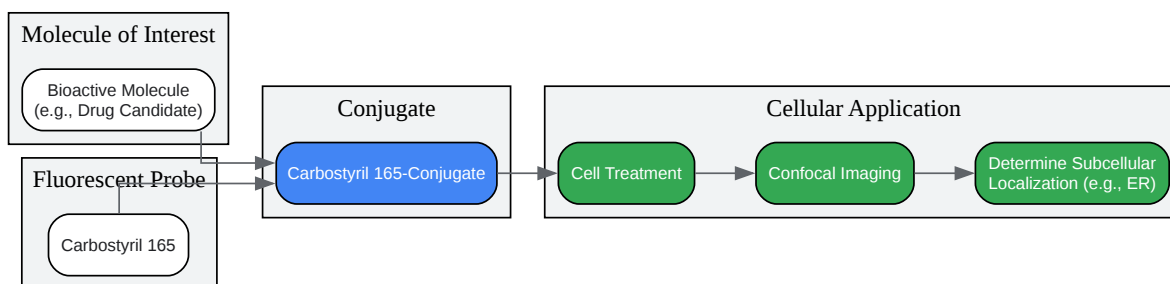 Molecule of Interest
Bioactive Molecule
(e.g., Drug Candidate)
Fluorescent Probe
Carbostyril 165
Conjugate
Carbostyril 165-Conjugate
Cellular Application
Cell Treatment
Confocal Imaging
Determine Subcellular
Localization (e.g., ER)